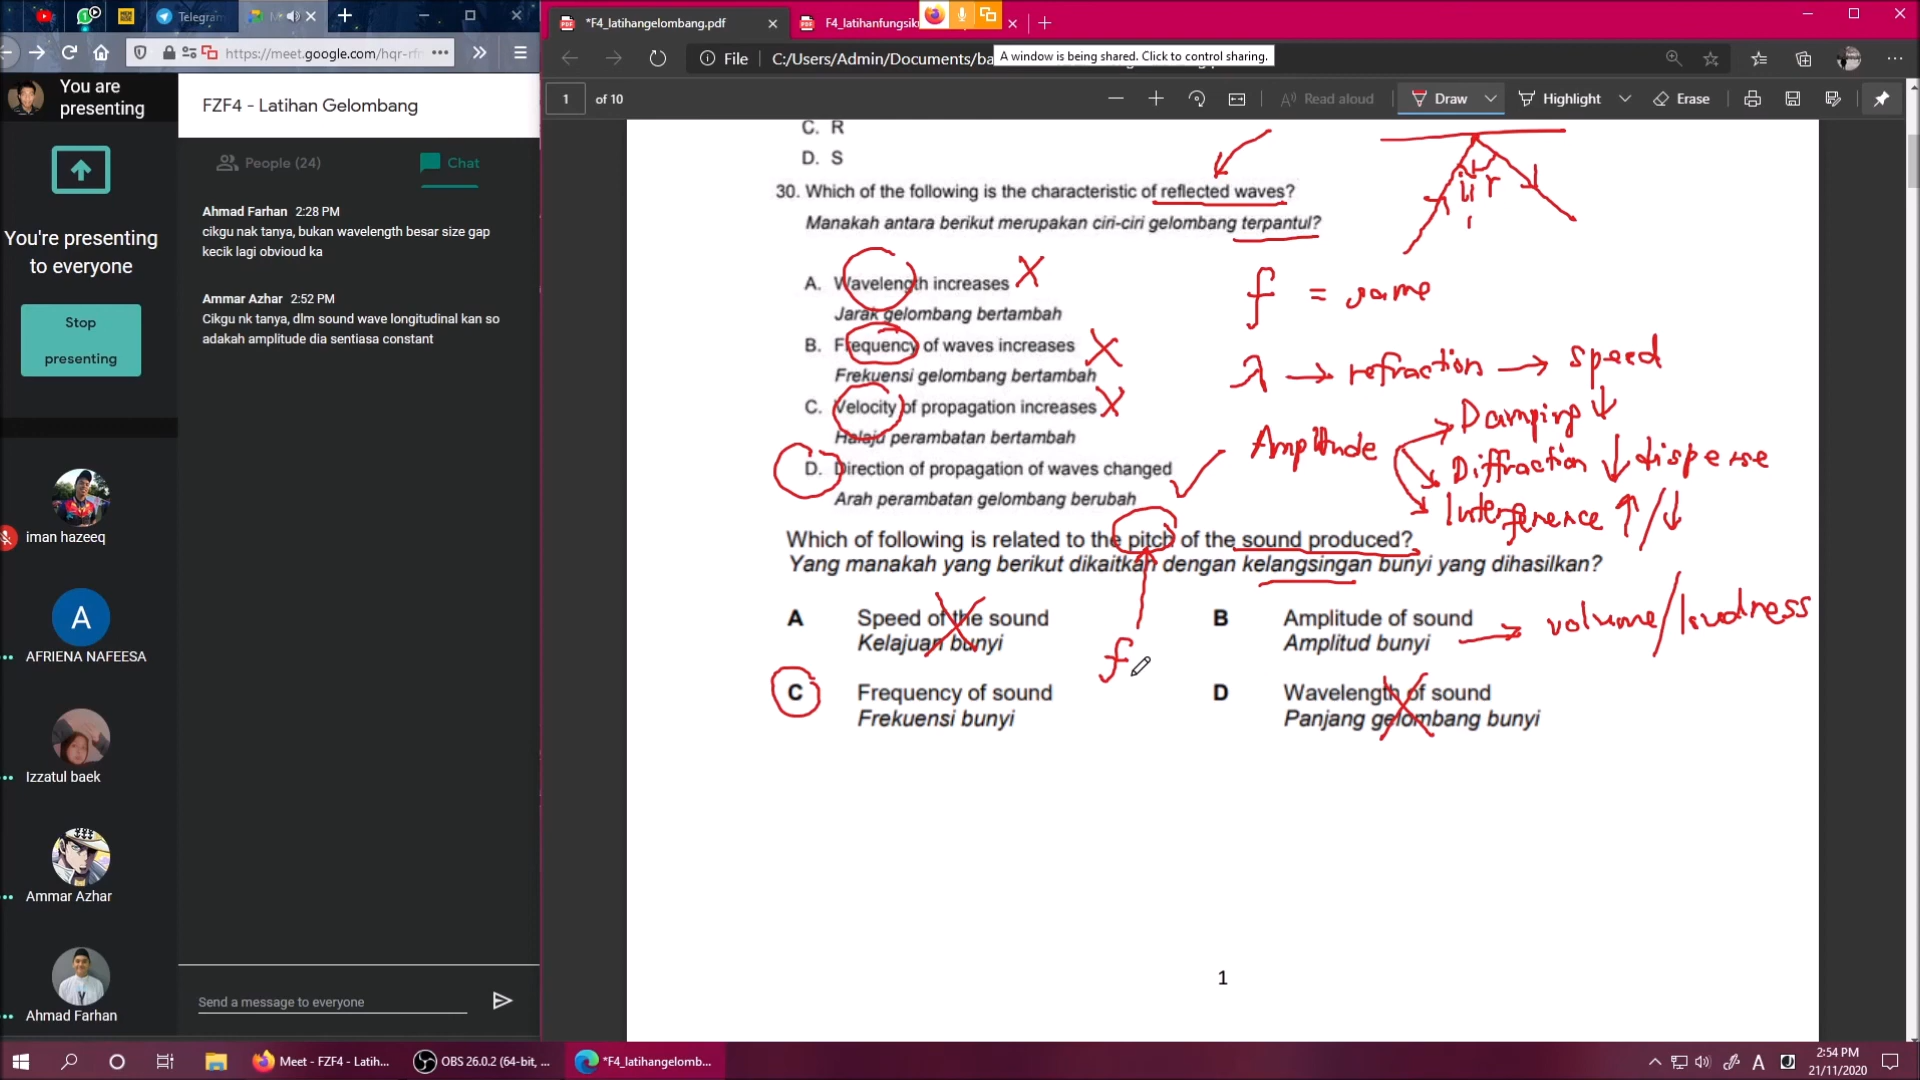 Telegran
M
*F4_latihangelombang.pdf
F4_latihanfungsiku
https://meet.google.com/hqr-rf
File
C:/Users/Admin/Documents/ba
A window is being shared. Click to control sharing.
1
of 10
Read aloud
Draw
Highlight
Erase
You are
presenting
FZF4 - Latihan Gelombang
People (24)
Chat
You're presenting
to everyone
Stop
presenting
Ahmad Farhan 2:28 PM
cikgu nak tanya, bukan wavelength besar size gap
kecik lagi obvioud ka
Ammar Azhar 2:52 PM
Cikgu nk tanya, dlm sound wave longitudinal kan so
adakah amplitude dia sentiasa constant
iman hazeeq
A
AFRIENA NAFEESA
Izzatul baek
Ammar Azhar
Ahmad Farhan
Send a message to everyone
C. R
D. S
30. Which of the following is the characteristic of reflected waves?
Manakah antara berikut merupakan ciri-ciri gelombang terpantul?
A. Wavelength increases X
Jarak gelombang bertambah
B. Frequency of waves increases X
Frekuensi gelombang bertambah
C. Velocity of propagation increases X
Halaju perambatan bertambah
D. Direction of propagation of waves changed
Arah perambatan gelombang berubah
i r
f = same
λ → refraction → speed
Amplitude
Damping ↓
Diffraction ↓ disperse
Interference ↑/↓
Which of following is related to the pitch of the sound produced?
Yang manakah yang berikut dikaitkan dengan kelangsingan bunyi yang dihasilkan?
A Speed of the sound
Kelajuan bunyi
B Amplitude of sound
Amplitud bunyi
→ volume/loudness
f
C Frequency of sound
Frekuensi bunyi
D Wavelength of sound
Panjang gelombang bunyi
1
Meet - FZF4 - Latih...
OBS 26.0.2 (64-bit, ...
*F4_latihangelomb...
A
2:54 PM
21/11/2020